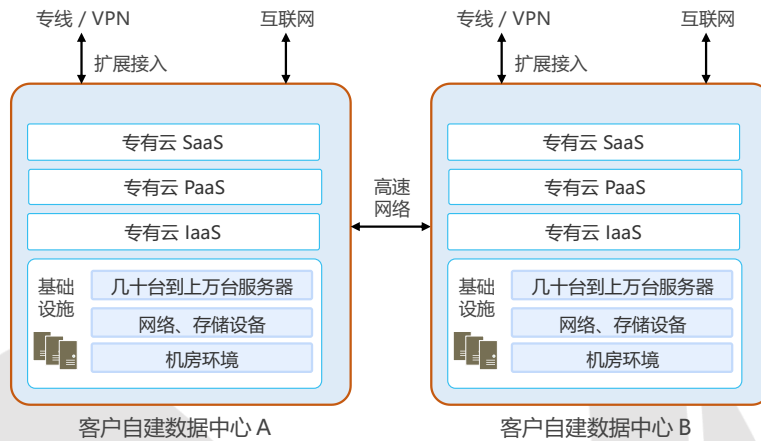 专线 / VPN
互联网
扩展接入
专有云 SaaS
专有云 PaaS
专有云 IaaS
基础
设施
几十台到上万台服务器
网络、存储设备
机房环境
客户自建数据中心 A
高速
网络
专线 / VPN
互联网
扩展接入
专有云 SaaS
专有云 PaaS
专有云 IaaS
基础
设施
几十台到上万台服务器
网络、存储设备
机房环境
客户自建数据中心 B